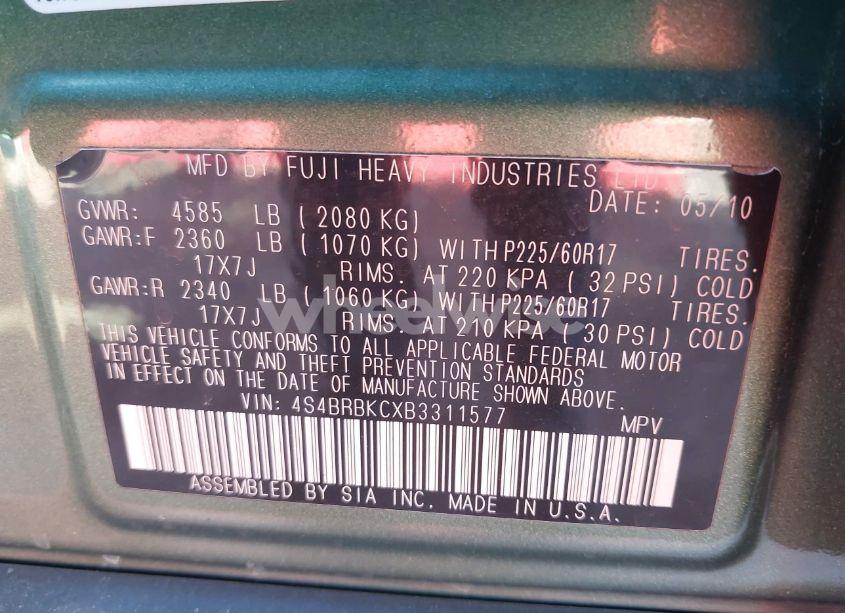 MFD BY FUJI HEAVY INDUSTRIES LTD
DATE: 05/10
GVWR: 4585 LB ( 2080 KG)
GAWR:F 2360 LB ( 1070 KG) WITH P225/60R17 TIRES.
17X7J RIMS. AT 220 KPA ( 32 PSI) COLD
GAWR:R 2340 LB ( 1060 KG) WITH P225/60R17 TIRES.
17X7J RIMS. AT 210 KPA ( 30 PSI) COLD
THIS VEHICLE CONFORMS TO ALL APPLICABLE FEDERAL MOTOR
VEHICLE SAFETY AND THEFT PREVENTION STANDARDS
IN EFFECT ON THE DATE OF MANUFACTURE SHOWN ABOVE.
VIN: 4S4BRBKCXB3311577 MPV
ASSEMBLED BY SIA INC. MADE IN U.S.A.
wheelwise